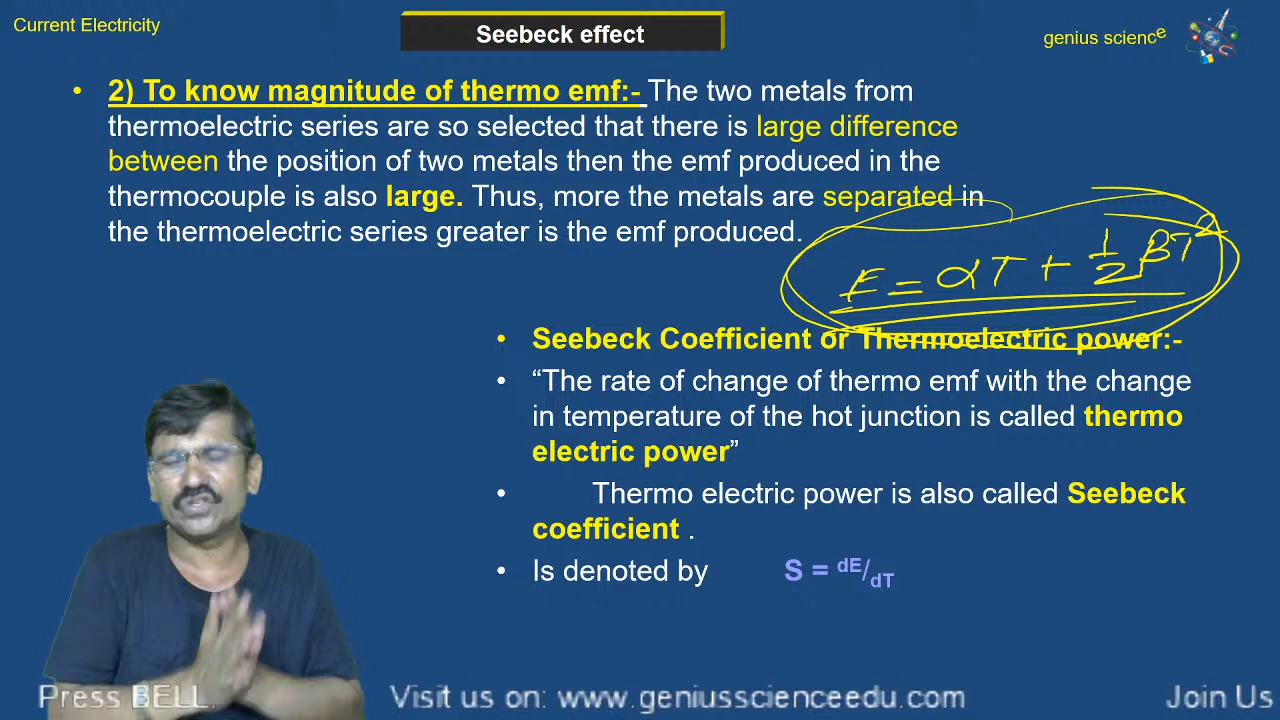 Current Electricity
Seebeck effect
genius science
• 2) To know magnitude of thermo emf:- The two metals from
thermoelectric series are so selected that there is large difference
between the position of two metals then the emf produced in the
thermocouple is also large. Thus, more the metals are separated in
the thermoelectric series greater is the emf produced.
E = αT + 1/2 βT²
• Seebeck Coefficient or Thermoelectric power:-
• “The rate of change of thermo emf with the change
in temperature of the hot junction is called thermo
electric power”
• Thermo electric power is also called Seebeck
coefficient .
• Is denoted by S = dE/dT
Press BELL. Visit us on: www.geniusscienceedu.com Join Us